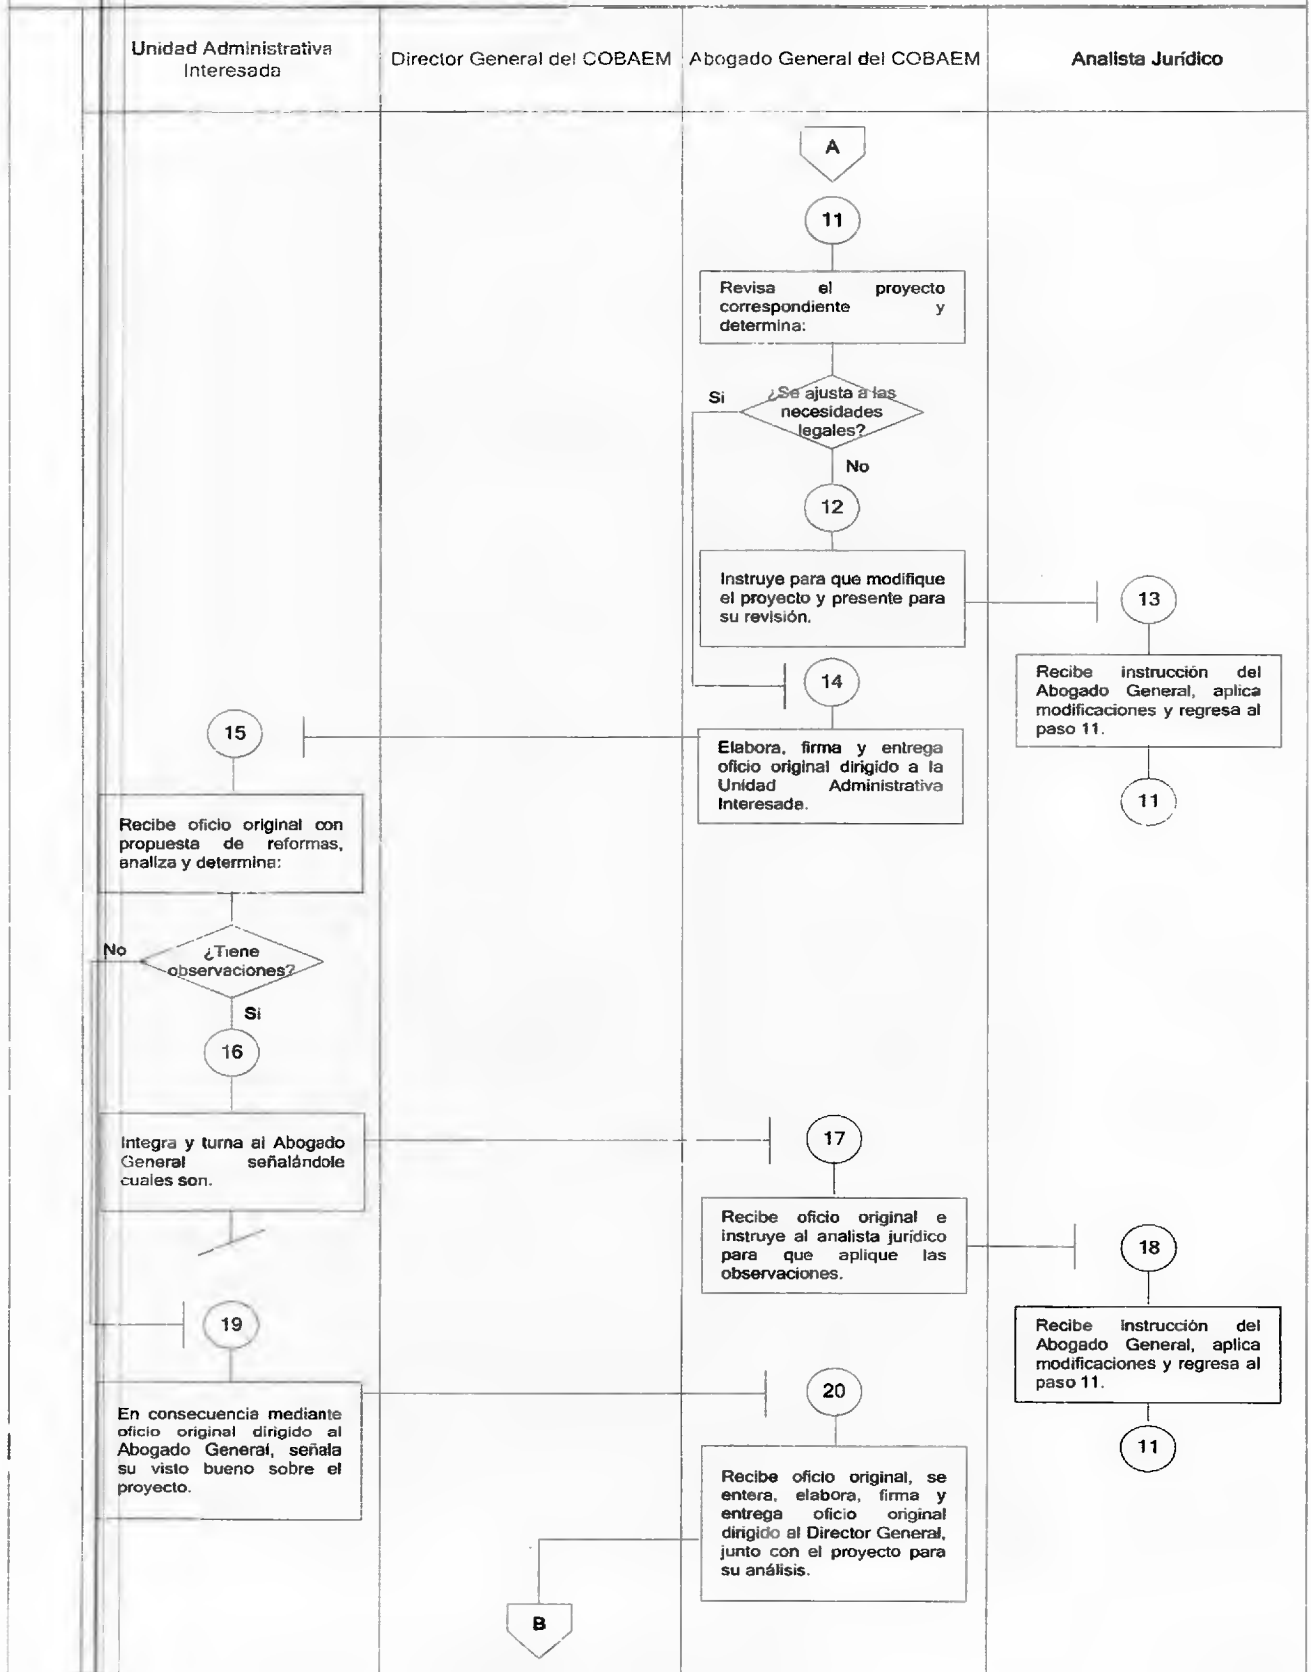 Unidad Administrativa
Interesada
Director General del COBAEM
Abogado General del COBAEM
Analista Jurídico
A
11
Revisa el proyecto
correspondiente y
determina:
¿Se ajusta a las
necesidades
legales?
Si
No
12
Instruye para que modifique
el proyecto y presente para
su revisión.
13
Recibe instrucción del
Abogado General, aplica
modificaciones y regresa al
paso 11.
11
14
Elabora, firma y entrega
oficio original dirigido a la
Unidad Administrativa
Interesada.
15
Recibe oficio original con
propuesta de reformas,
analiza y determina:
¿Tiene
observaciones?
No
Si
16
Integra y turna al Abogado
General señalándole
cuales son.
17
Recibe oficio original e
instruye al analista jurídico
para que aplique las
observaciones.
18
Recibe instrucción del
Abogado General, aplica
modificaciones y regresa al
paso 11.
11
19
En consecuencia mediante
oficio original dirigido al
Abogado General, señala
su visto bueno sobre el
proyecto.
20
Recibe oficio original, se
entera, elabora, firma y
entrega oficio original
dirigido al Director General,
junto con el proyecto para
su análisis.
B